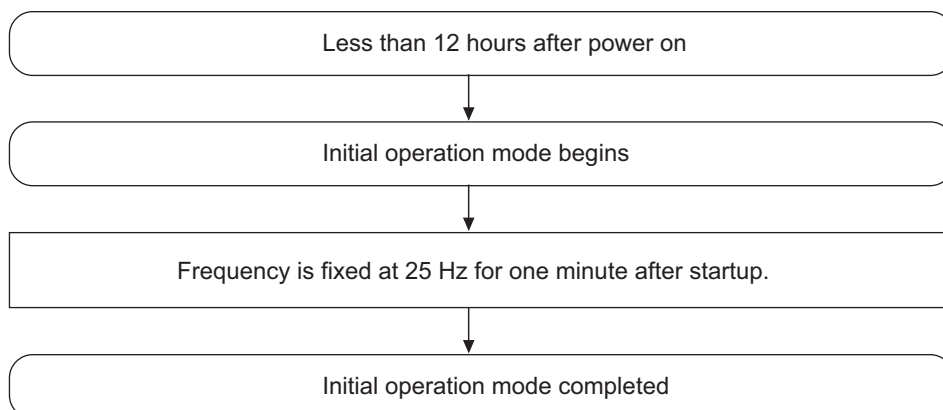 Less than 12 hours after power on
Initial operation mode begins
Frequency is fixed at 25 Hz for one minute after startup.
Initial operation mode completed